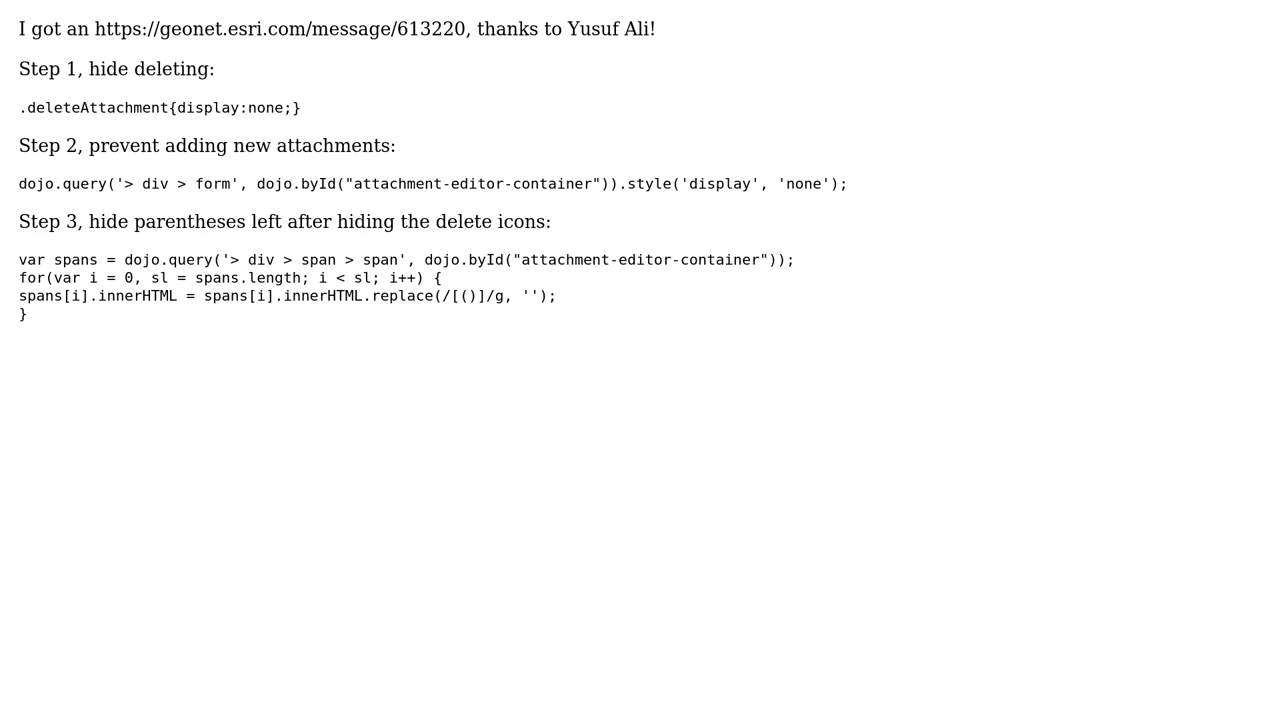 I got an https://geonet.esri.com/message/613220, thanks to Yusuf Ali!
Step 1, hide deleting:
.deleteAttachment{display:none;}
Step 2, prevent adding new attachments:
dojo.query('> div > form', dojo.byId("attachment-editor-container")).style('display', 'none');
Step 3, hide parentheses left after hiding the delete icons:
var spans = dojo.query('> div > span > span', dojo.byId("attachment-editor-container"));
for(var i = 0, sl = spans.length; i < sl; i++) {
spans[i].innerHTML = spans[i].innerHTML.replace(/[()]/g, '');
}